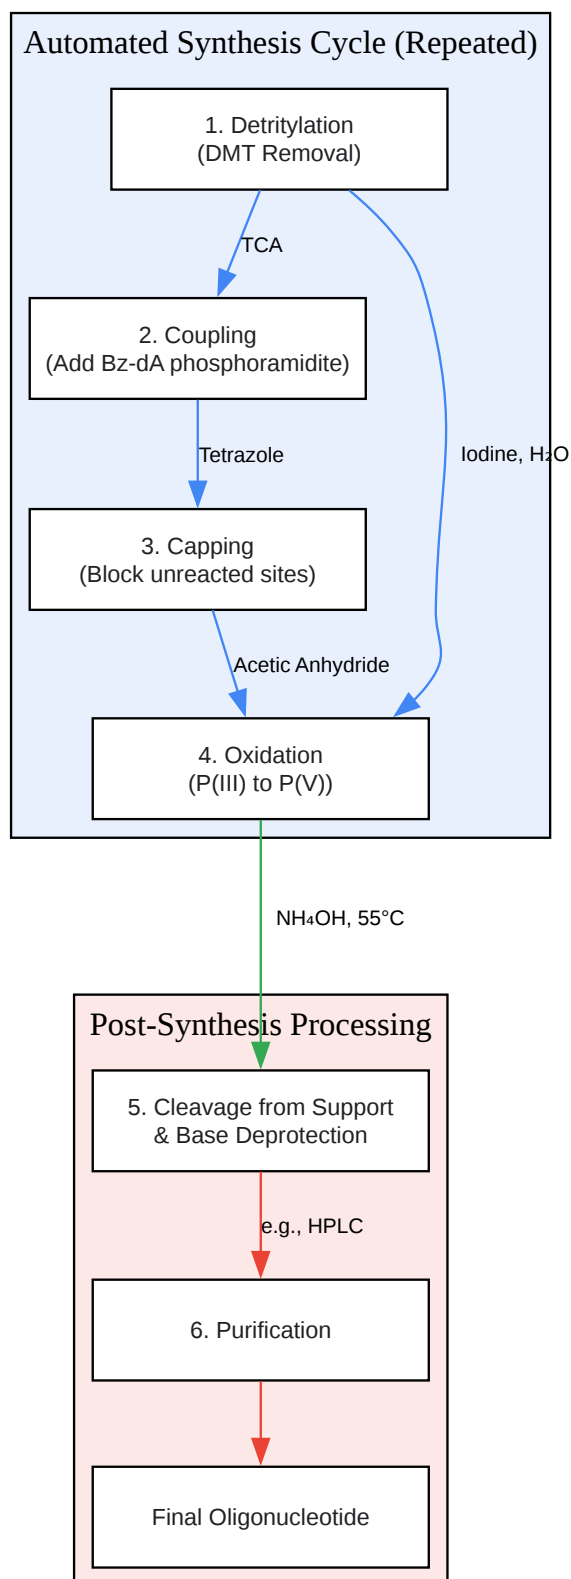 Automated Synthesis Cycle (Repeated)
1. Detritylation
(DMT Removal)
TCA
2. Coupling
(Add Bz-dA phosphoramidite)
Tetrazole
Iodine, H₂O
3. Capping
(Block unreacted sites)
Acetic Anhydride
4. Oxidation
(P(III) to P(V))
NH₄OH, 55°C
Post-Synthesis Processing
5. Cleavage from Support
& Base Deprotection
e.g., HPLC
6. Purification
Final Oligonucleotide